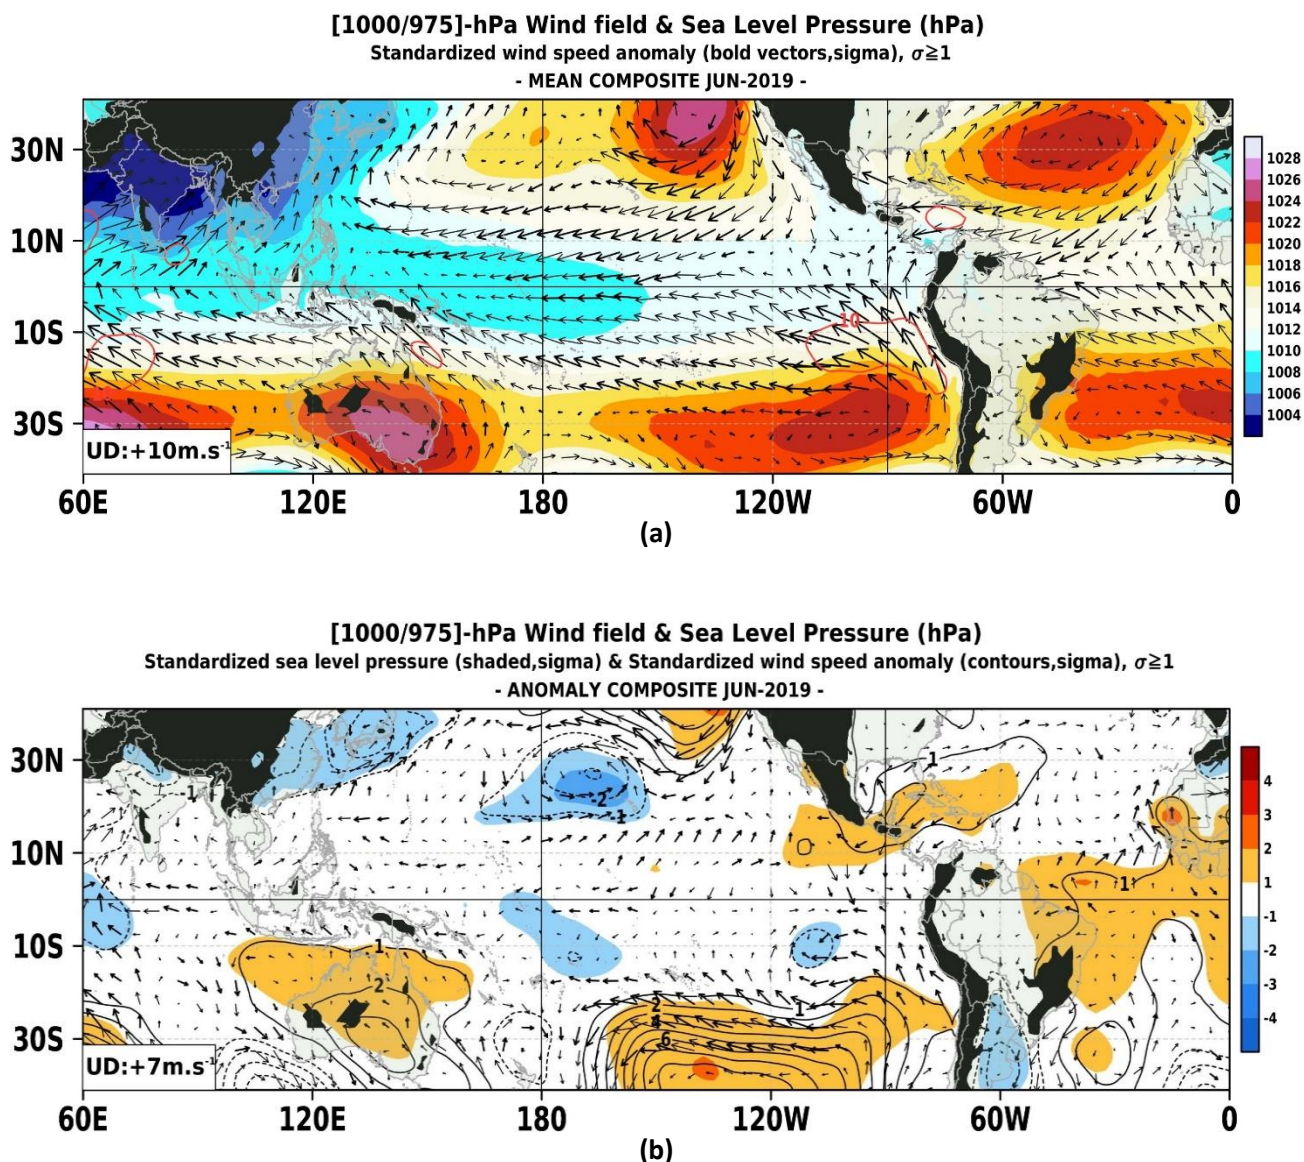 [1000/975]-hPa Wind field & Sea Level Pressure (hPa)
Standardized wind speed anomaly (bold vectors,sigma), σ≧1
- MEAN COMPOSITE JUN-2019 -
30N
10N
10S
30S
10
UD:+10m.s⁻¹
60E 120E 180 120W 60W 0
1028
1026
1024
1022
1020
1018
1016
1014
1012
1010
1008
1006
1004
(a)
[1000/975]-hPa Wind field & Sea Level Pressure (hPa)
Standardized sea level pressure (shaded,sigma) & Standardized wind speed anomaly (contours,sigma), σ≧1
- ANOMALY COMPOSITE JUN-2019 -
30N
10N
10S
30S
1
-2
-1
1
1
1
2
2
4
6
1
UD:+7m.s⁻¹
60E 120E 180 120W 60W 0
4
3
2
1
-1
-2
-3
-4
(b)